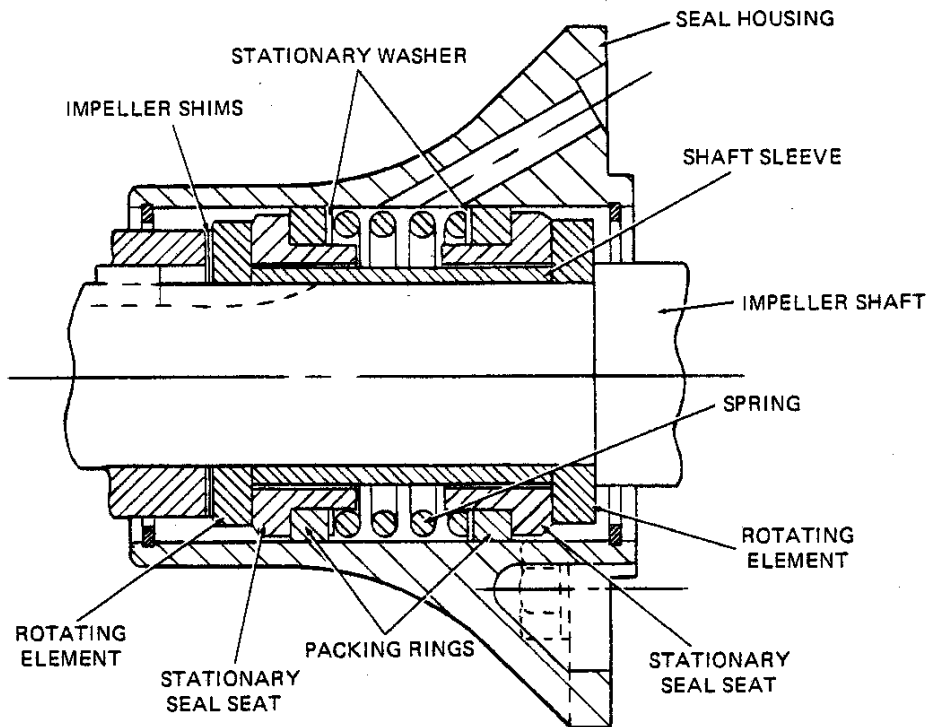 SEAL HOUSING
STATIONARY WASHER
IMPELLER SHIMS
SHAFT SLEEVE
IMPELLER SHAFT
SPRING
ROTATING
ELEMENT
ROTATING
ELEMENT
PACKING RINGS
STATIONARY
SEAL SEAT
STATIONARY
SEAL SEAT